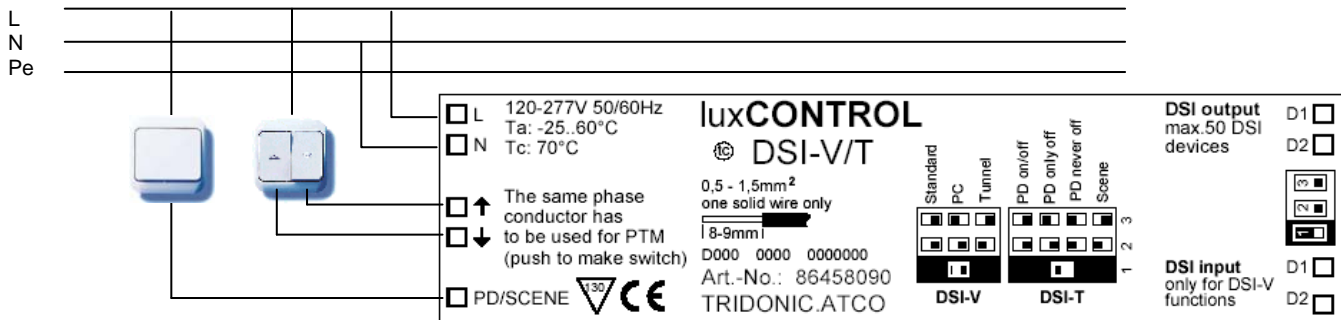 L
N
Pe
L
N
120-277V 50/60Hz
Ta: -25..60°C
Tc: 70°C
↑
↓
The same phase
conductor has
to be used for PTM
(push to make switch)
PD/SCENE
130
CE
luxCONTROL
DSI-V/T
0,5 - 1,5mm²
one solid wire only
8-9mm
D000 0000 0000000
Art.-No.: 86458090
TRIDONIC.ATCO
Standard
PC
Tunnel
PD on/off
PD only off
PD never off
Scene
3
2
1
DSI-V
DSI-T
DSI output
max.50 DSI
devices
D1
D2
3
2
1
DSI input
only for DSI-V
functions
D1
D2